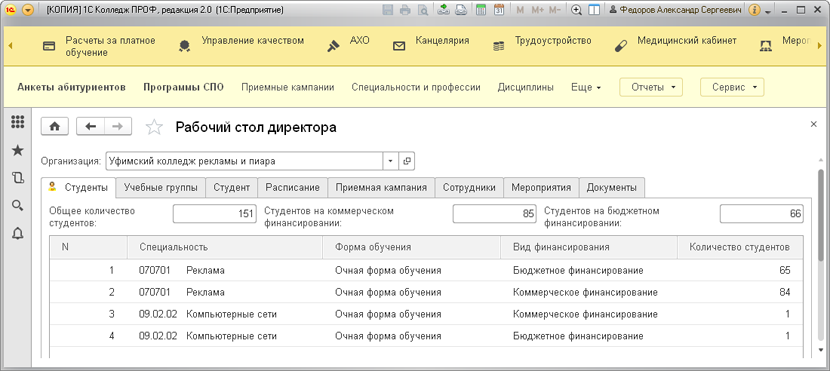 [КОПИЯ] 1С Колледж ПРОФ, редакция 2.0 (1С:Предприятие)
M M+ M-
Федоров Александр Сергеевич
Расчеты за платное обучение
Управление качеством
АХО
Канцелярия
Трудоустройство
Медицинский кабинет
Анкеты абитуриентов Программы СПО Приемные кампании Специальности и профессии Дисциплины Еще Отчеты Сервис
Рабочий стол директора
Организация: Уфимский колледж рекламы и пиара
Студенты Учебные группы Студент Расписание Приемная кампания Сотрудники Мероприятия Документы
Общее количество студентов: 151
Студентов на коммерческом финансировании: 85
Студентов на бюджетном финансировании: 66
N Специальность Форма обучения Вид финансирования Количество студентов
1 070701 Реклама Очная форма обучения Бюджетное финансирование 65
2 070701 Реклама Очная форма обучения Коммерческое финансирование 84
3 09.02.02 Компьютерные сети Очная форма обучения Коммерческое финансирование 1
4 09.02.02 Компьютерные сети Очная форма обучения Бюджетное финансирование 1